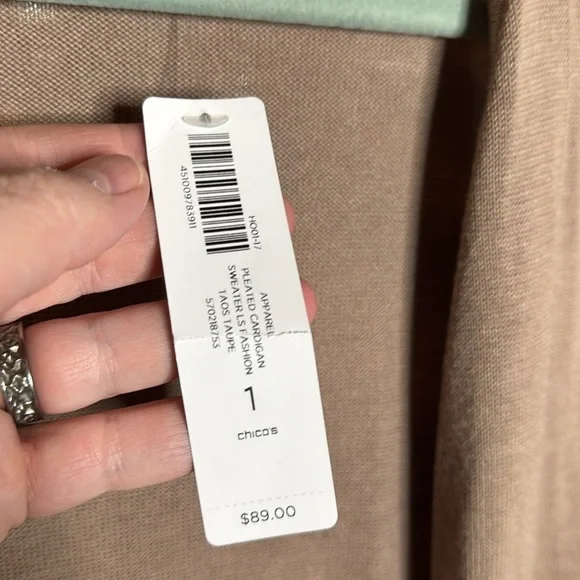 451009783911
H001-17
APPAREL
PLEATED CARDIGAN
SWEATER LS FASHION
TAOS TAUPE
570218753
1
chico's
$89.00